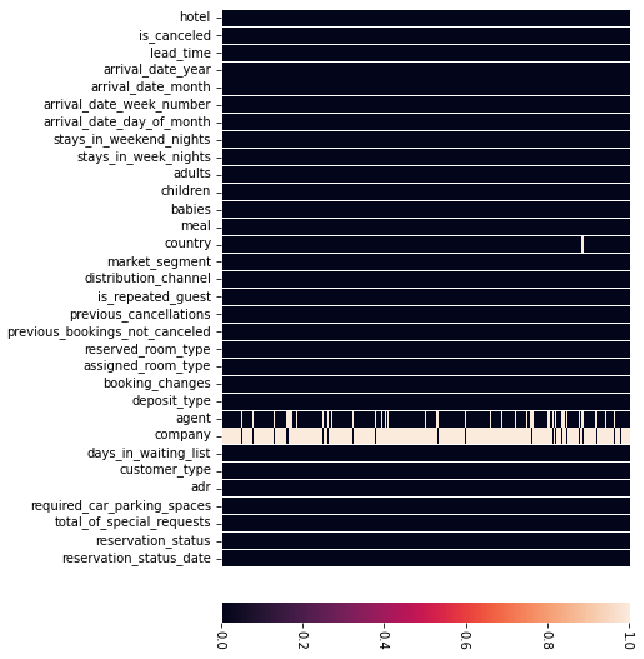 hotel
is_canceled
lead_time
arrival_date_year
arrival_date_month
arrival_date_week_number
arrival_date_day_of_month
stays_in_weekend_nights
stays_in_week_nights
adults
children
babies
meal
country
market_segment
distribution_channel
is_repeated_guest
previous_cancellations
previous_bookings_not_canceled
reserved_room_type
assigned_room_type
booking_changes
deposit_type
agent
company
days_in_waiting_list
customer_type
adr
required_car_parking_spaces
total_of_special_requests
reservation_status
reservation_status_date
0.0
0.2
0.4
0.6
0.8
1.0